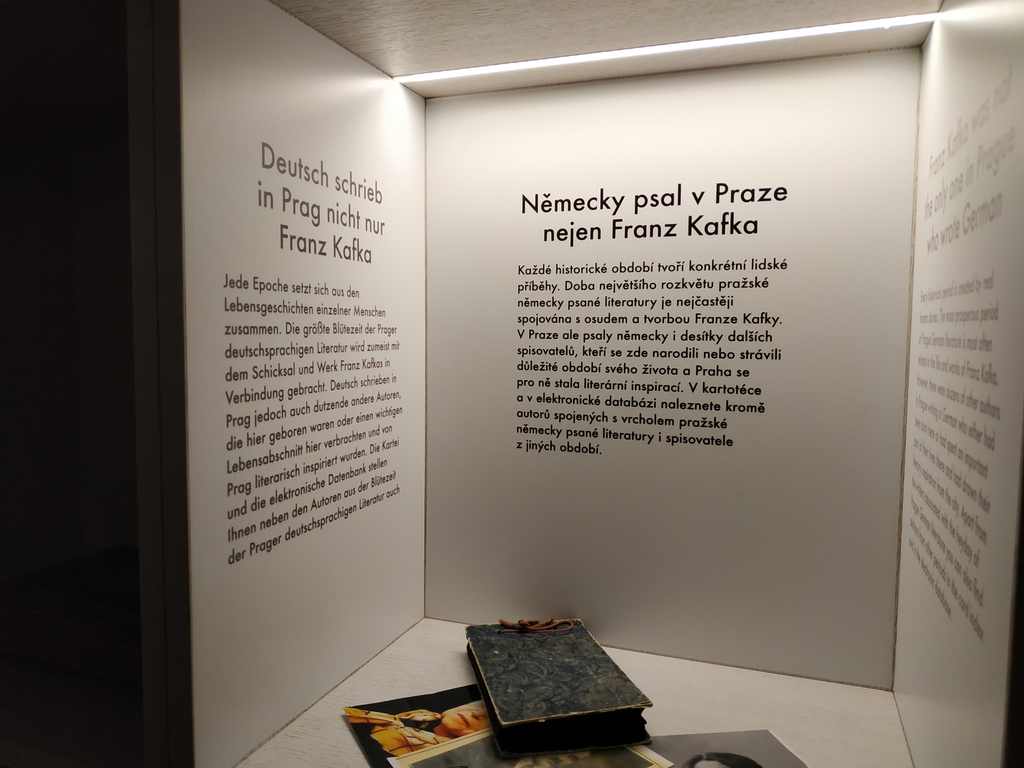 Deutsch schrieb
in Prag nicht nur
Franz Kafka
Jede Epoche setzt sich aus den
Lebensgeschichten einzelner Menschen
zusammen. Die größte Blütezeit der Prager
deutschsprachigen Literatur wird zumeist mit
dem Schicksal und Werk Franz Kafkas in
Verbindung gebracht. Deutsch schrieben in
Prag jedoch auch dutzende andere Autoren,
die hier geboren waren oder einen wichtigen
Lebensabschnitt hier verbrachten und von
Prag literarisch inspiriert wurden. Die Kartei
und die elektronische Datenbank stellen
Ihnen neben den Autoren aus der Blütezeit
der Prager deutschsprachigen Literatur auch
Německy psal v Praze
nejen Franz Kafka
Každé historické období tvoří konkrétní lidské
příběhy. Doba největšího rozkvětu pražské
německy psané literatury je nejčastěji
spojována s osudem a tvorbou Franze Kafky.
V Praze ale psaly německy i desítky dalších
spisovatelů, kteří se zde narodili nebo strávili
důležité období svého života a Praha se
pro ně stala literární inspirací. V kartotéce
a v elektronické databázi naleznete kromě
autorů spojených s vrcholem pražské
německy psané literatury i spisovatele
z jiných období.
Franz Kafka was not
the only one in Prague
who wrote German